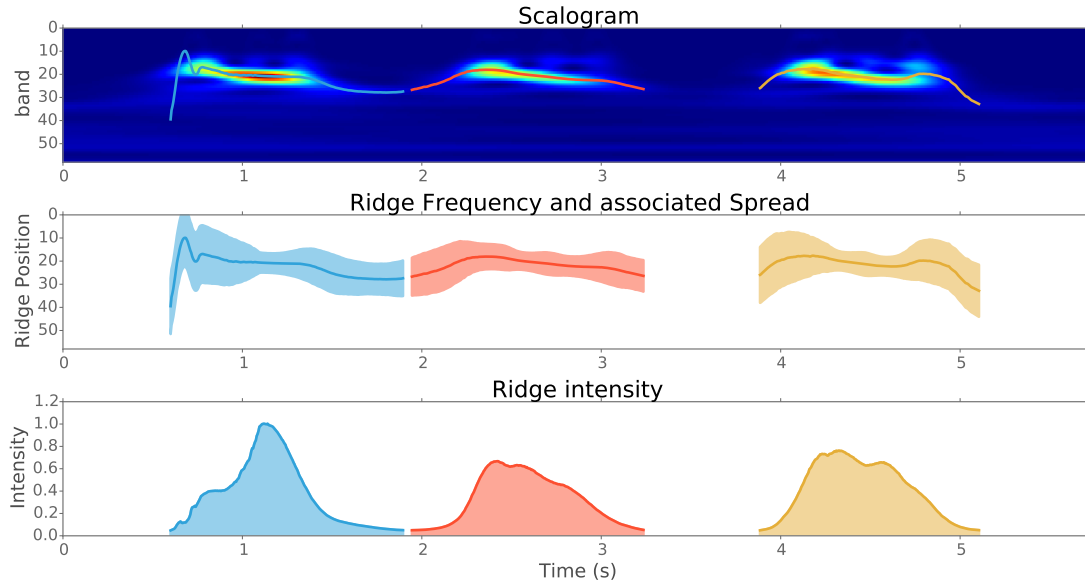 Scalogram
band
0
10
20
30
40
50
0 1 2 3 4 5
Ridge Frequency and associated Spread
Ridge Position
0
10
20
30
40
50
0 1 2 3 4 5
Ridge intensity
Intensity
1.2
1.0
0.8
0.6
0.4
0.2
0.0
0 1 2 3 4 5
Time (s)